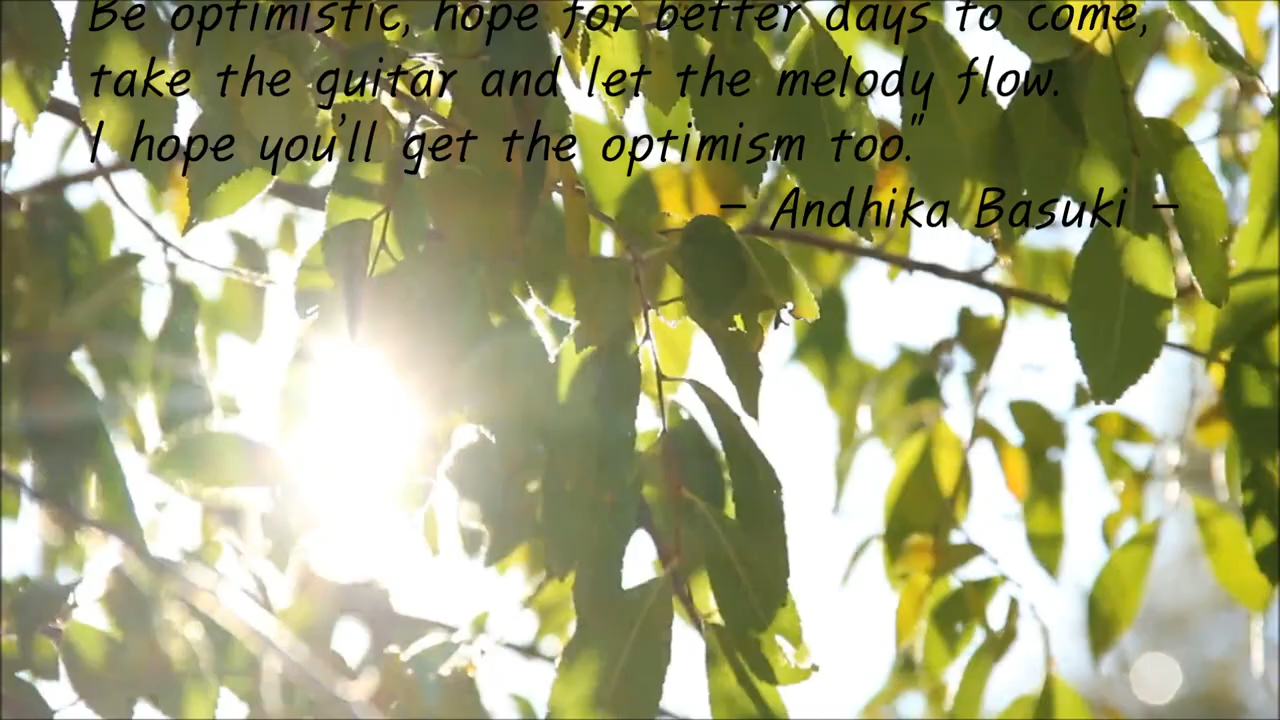 Be optimistic, hope for better days to come,
take the guitar and let the melody flow.
I hope you'll get the optimism too."
- Andhika Basuki -